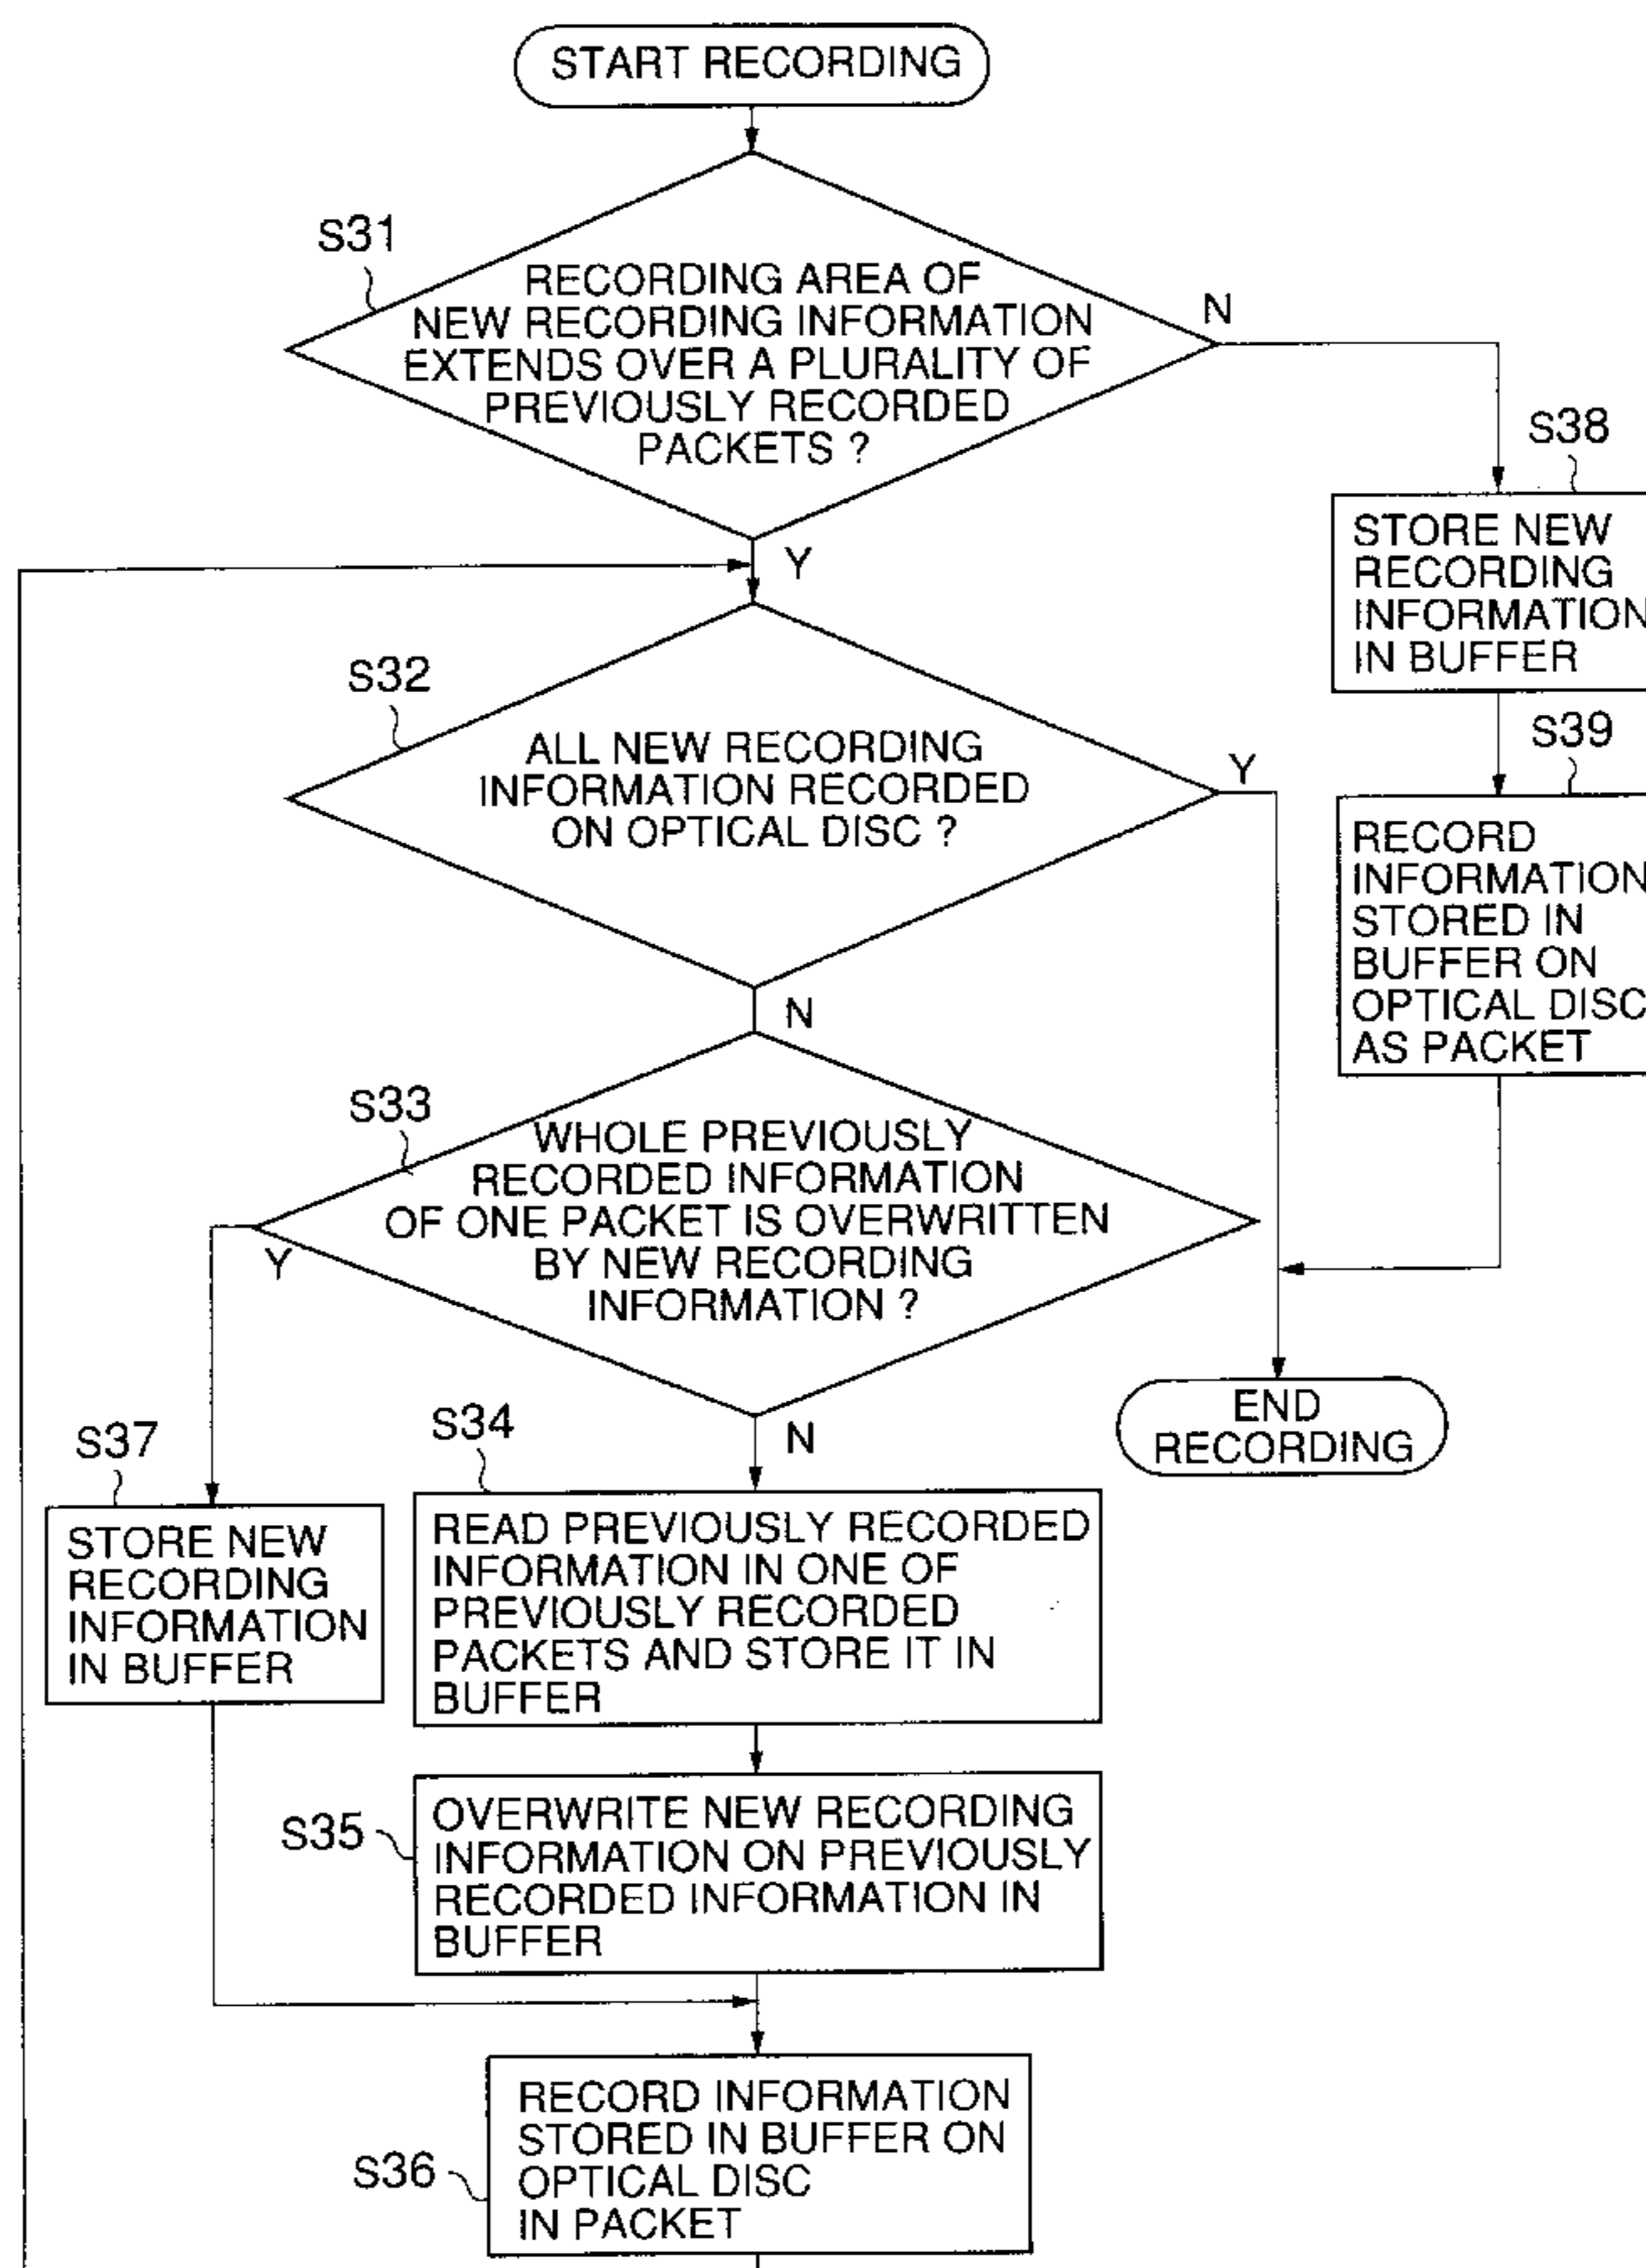 START RECORDING
S31
RECORDING AREA OF
NEW RECORDING INFORMATION
EXTENDS OVER A PLURALITY OF
PREVIOUSLY RECORDED
PACKETS ?
N
Y
S38
STORE NEW
RECORDING
INFORMATION
IN BUFFER
S32
ALL NEW RECORDING
INFORMATION RECORDED
ON OPTICAL DISC ?
Y
N
S39
RECORD
INFORMATION
STORED IN
BUFFER ON
OPTICAL DISC
AS PACKET
S33
WHOLE PREVIOUSLY
RECORDED INFORMATION
OF ONE PACKET IS OVERWRITTEN
BY NEW RECORDING
INFORMATION ?
Y
N
END
RECORDING
S37
STORE NEW
RECORDING
INFORMATION
IN BUFFER
S34
READ PREVIOUSLY RECORDED
INFORMATION IN ONE OF
PREVIOUSLY RECORDED
PACKETS AND STORE IT IN
BUFFER
S35
OVERWRITE NEW RECORDING
INFORMATION ON PREVIOUSLY
RECORDED INFORMATION IN
BUFFER
S36
RECORD INFORMATION
STORED IN BUFFER ON
OPTICAL DISC
IN PACKET